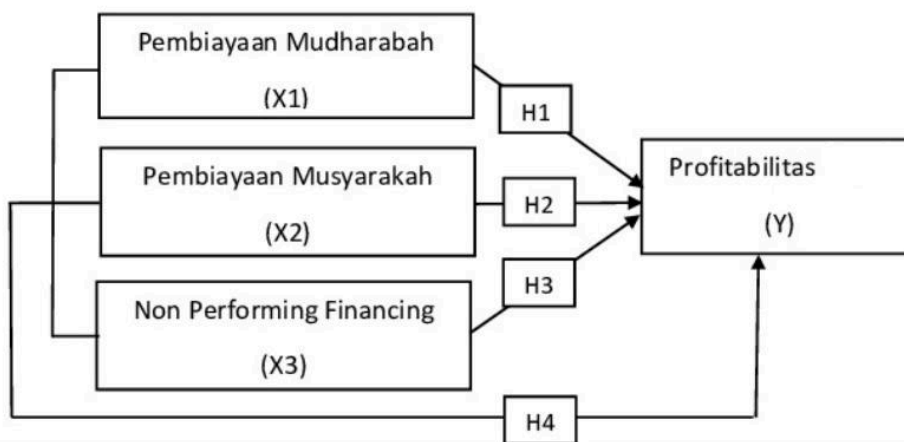 Pembiayaan Mudharabah
(X1)
H1
Pembiayaan Musyarakah
(X2)
H2
Profitabilitas
(Y)
Non Performing Financing
(X3)
H3
H4